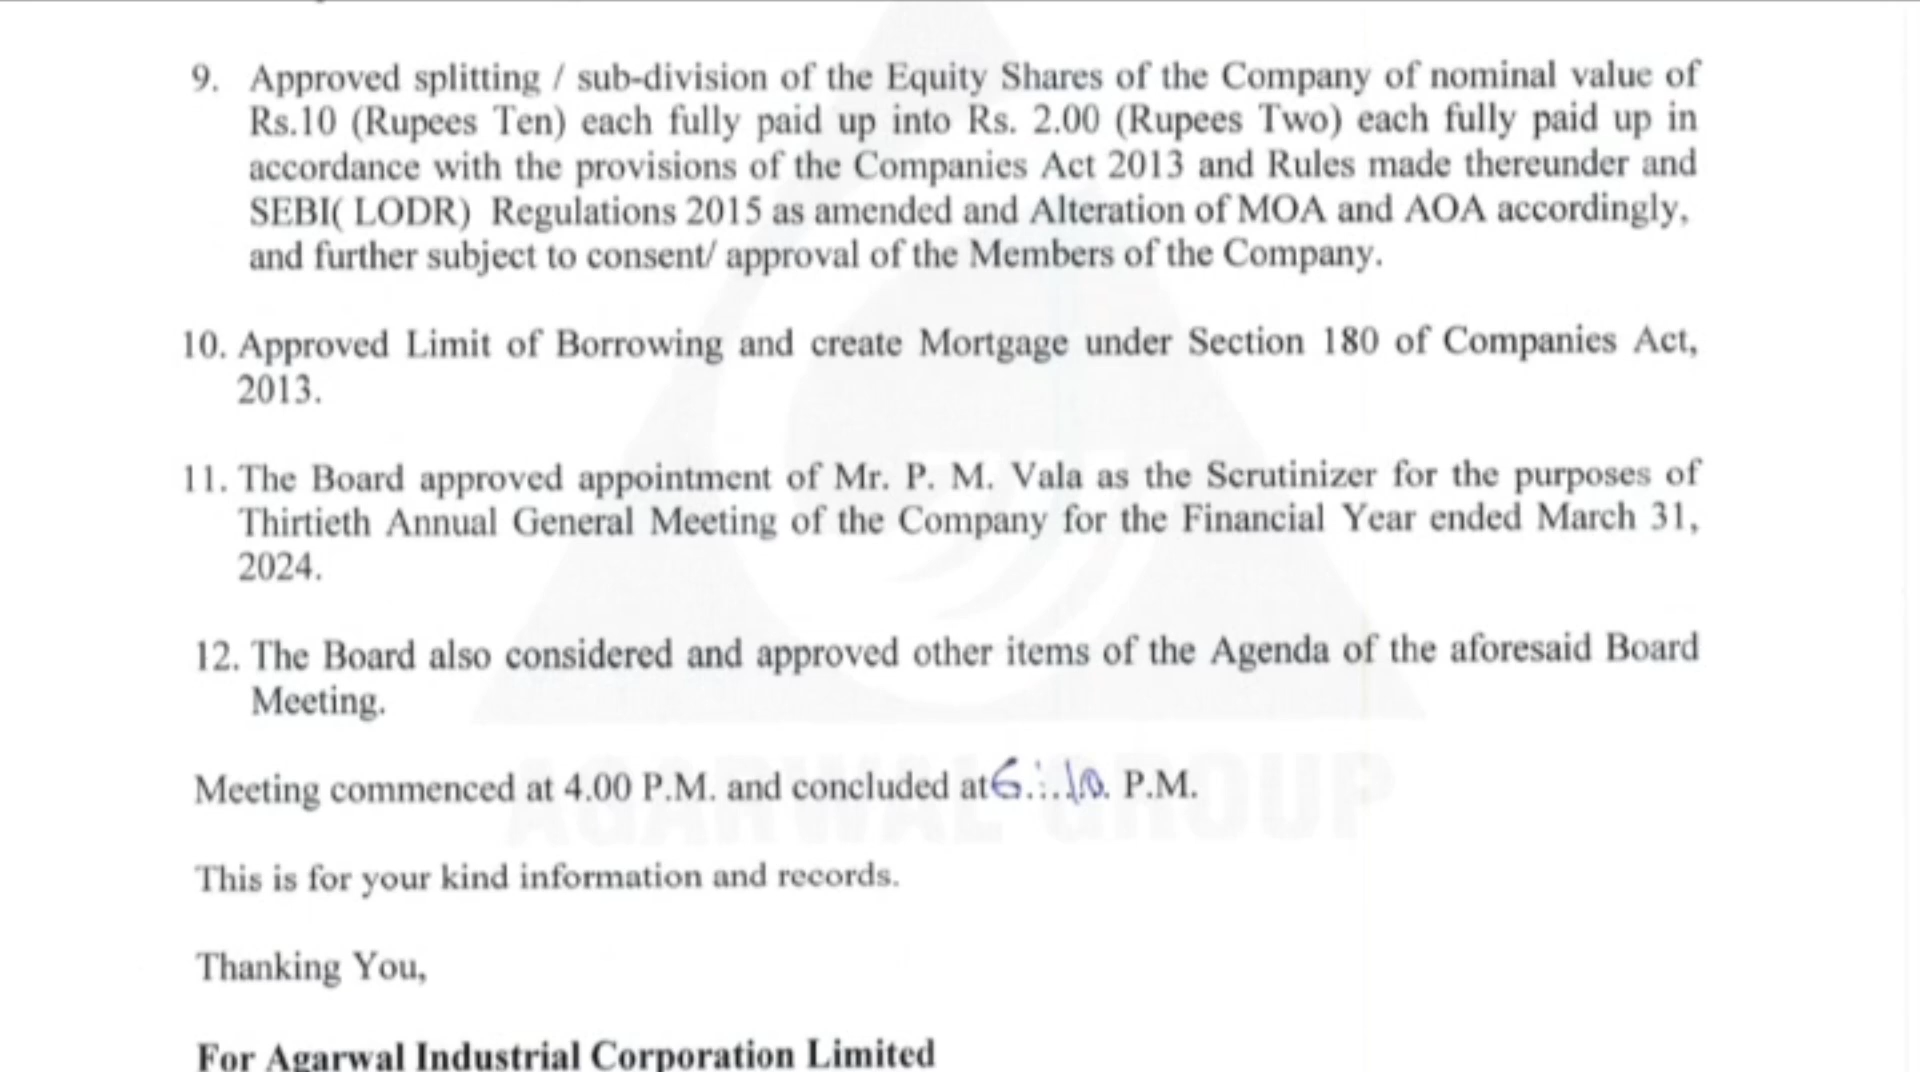 9. Approved splitting / sub-division of the Equity Shares of the Company of nominal value of
Rs.10 (Rupees Ten) each fully paid up into Rs. 2.00 (Rupees Two) each fully paid up in
accordance with the provisions of the Companies Act 2013 and Rules made thereunder and
SEBI( LODR) Regulations 2015 as amended and Alteration of MOA and AOA accordingly,
and further subject to consent/ approval of the Members of the Company.
10. Approved Limit of Borrowing and create Mortgage under Section 180 of Companies Act,
2013.
11. The Board approved appointment of Mr. P. M. Vala as the Scrutinizer for the purposes of
Thirtieth Annual General Meeting of the Company for the Financial Year ended March 31,
2024.
12. The Board also considered and approved other items of the Agenda of the aforesaid Board
Meeting.
AGARWAL GROUP
Meeting commenced at 4.00 P.M. and concluded at 6:10 P.M.
This is for your kind information and records.
Thanking You,
For Agarwal Industrial Corporation Limited